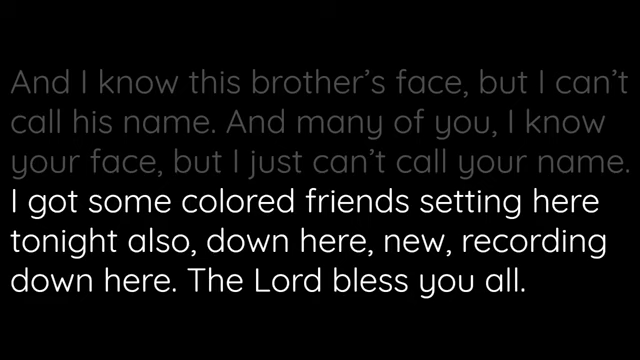 And I know this brother’s face, but I can’t
call his name. And many of you, I know
your face, but I just can’t call your name.
I got some colored friends setting here
tonight also, down here, new, recording
down here. The Lord bless you all.